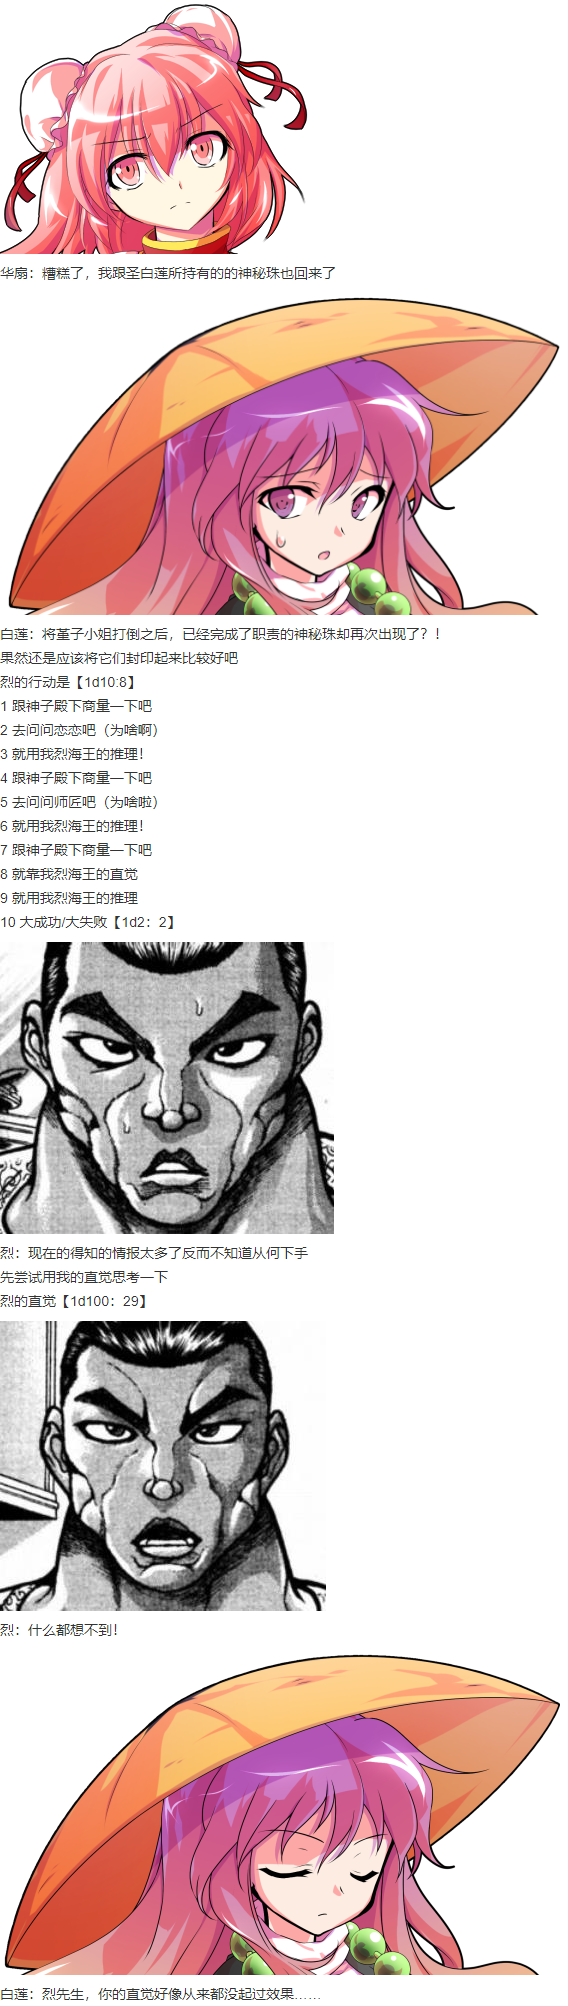 华扇：糟糕了，我跟圣白莲所持有的的神秘珠也回来了
白莲：将堇子小姐打倒之后，已经完成了职责的神秘珠却再次出现了？！
果然还是应该将它们封印起来比较好吧
烈的行动是【1d10:8】
1 跟神子殿下商量一下吧
2 去问问恋恋吧（为啥啊）
3 就用我烈海王的推理！
4 跟神子殿下商量一下吧
5 去问问师匠吧（为啥啦）
6 就用我烈海王的推理！
7 跟神子殿下商量一下吧
8 就靠我烈海王的直觉
9 就用我烈海王的推理
10 大成功/大失败【1d2：2】
烈：现在的得知的情报太多了反而不知道从何下手
先尝试用我的直觉思考一下
烈的直觉【1d100：29】
烈：什么都想不到！
白莲：烈先生，你的直觉好像从来都没起过效果……